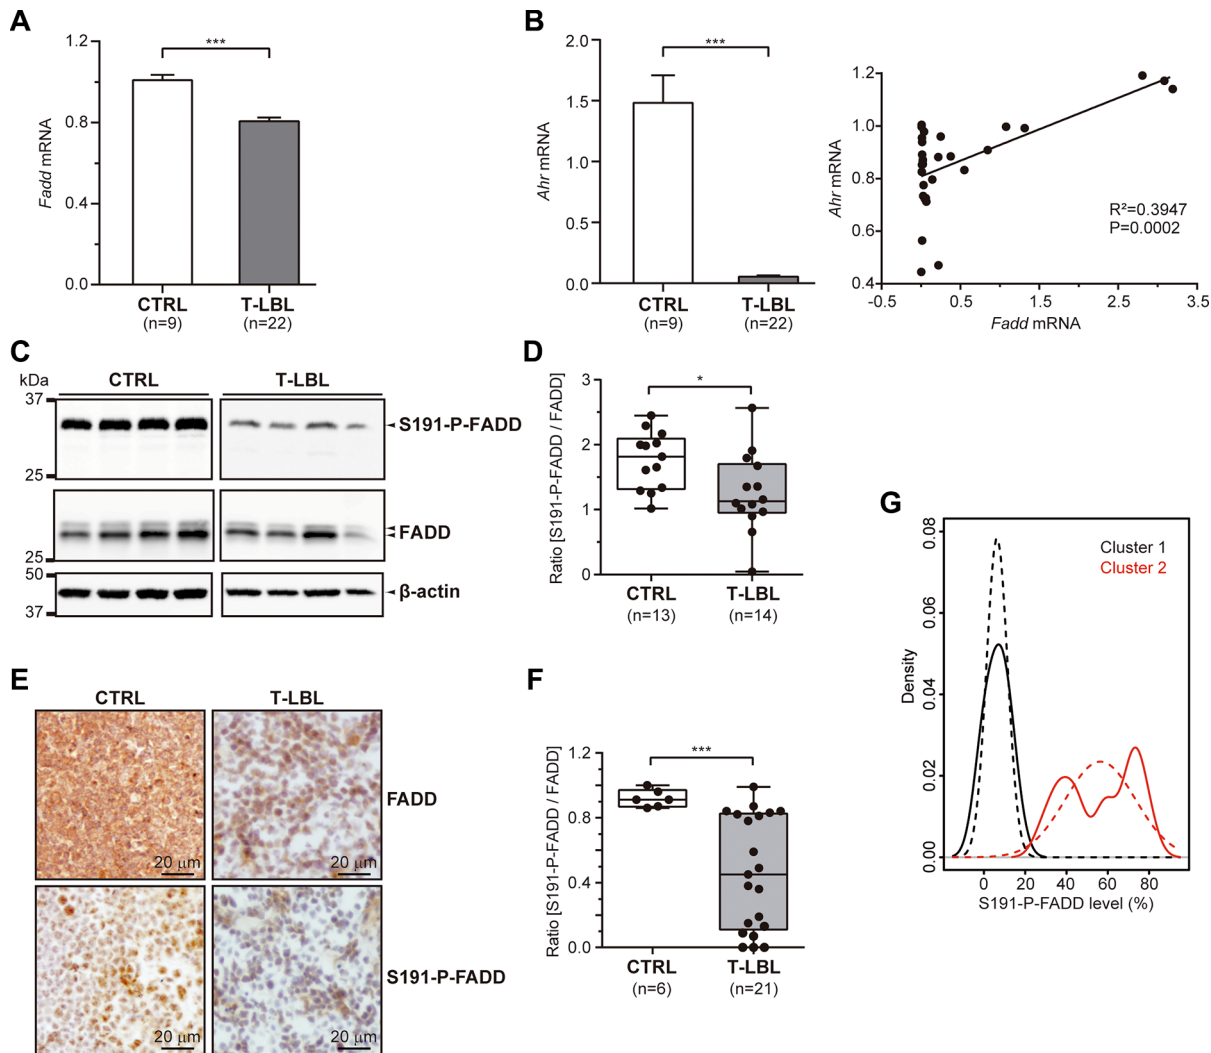 A
Fadd mRNA
1.2
0.8
0.4
0.0
***
CTRL
(n=9)
T-LBL
(n=22)
B
Ahr mRNA
2.0
1.5
1.0
0.5
0.0
***
CTRL
(n=9)
T-LBL
(n=22)
Ahr mRNA
1.2
1.0
0.8
0.6
0.4
R²=0.3947
P=0.0002
-0.5
0.5
1.5
2.5
3.5
Fadd mRNA
C
kDa
CTRL
T-LBL
37
25
S191-P-FADD
25
FADD
50
37
β-actin
D
Ratio [S191-P-FADD / FADD]
3
2
1
0
*
CTRL
(n=13)
T-LBL
(n=14)
E
CTRL
T-LBL
20 µm
20 µm
FADD
20 µm
20 µm
S191-P-FADD
F
Ratio [S191-P-FADD / FADD]
1.2
0.8
0.4
0.0
***
CTRL
(n=6)
T-LBL
(n=21)
G
Density
0.08
0.06
0.04
0.02
0.00
Cluster 1
Cluster 2
0
20
40
60
80
S191-P-FADD level (%)